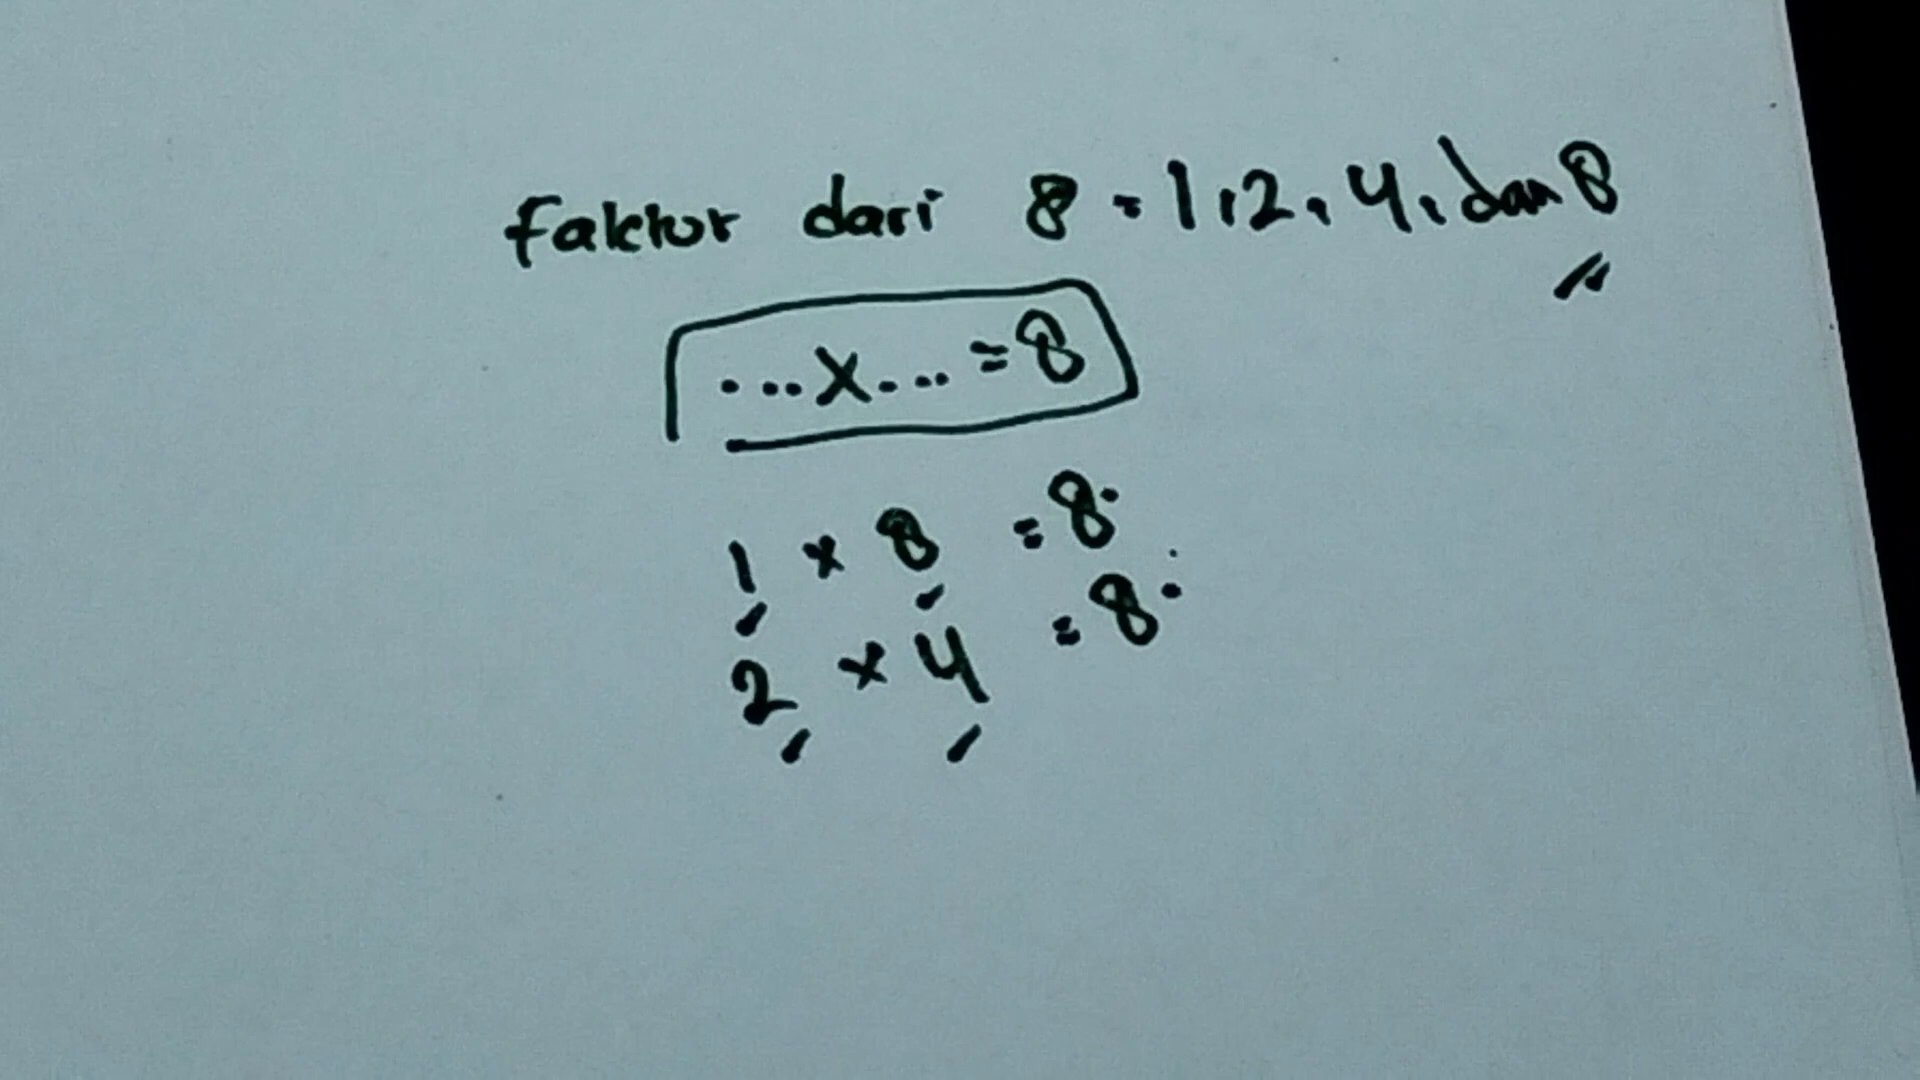 faktor dari 8 = 1, 2, 4, dan 8
... x ... = 8
1 x 8 = 8
2 x 4 = 8